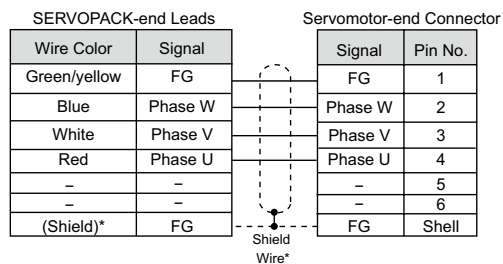 SERVOPACK-end Leads Servomotor-end Connector
Wire Color Signal Signal Pin No.
Green/yellow FG FG 1
Blue Phase W Phase W 2
White Phase V Phase V 3
Red Phase U Phase U 4
– – – 5
– – – 6
(Shield)* FG FG Shell
Shield
Wire*